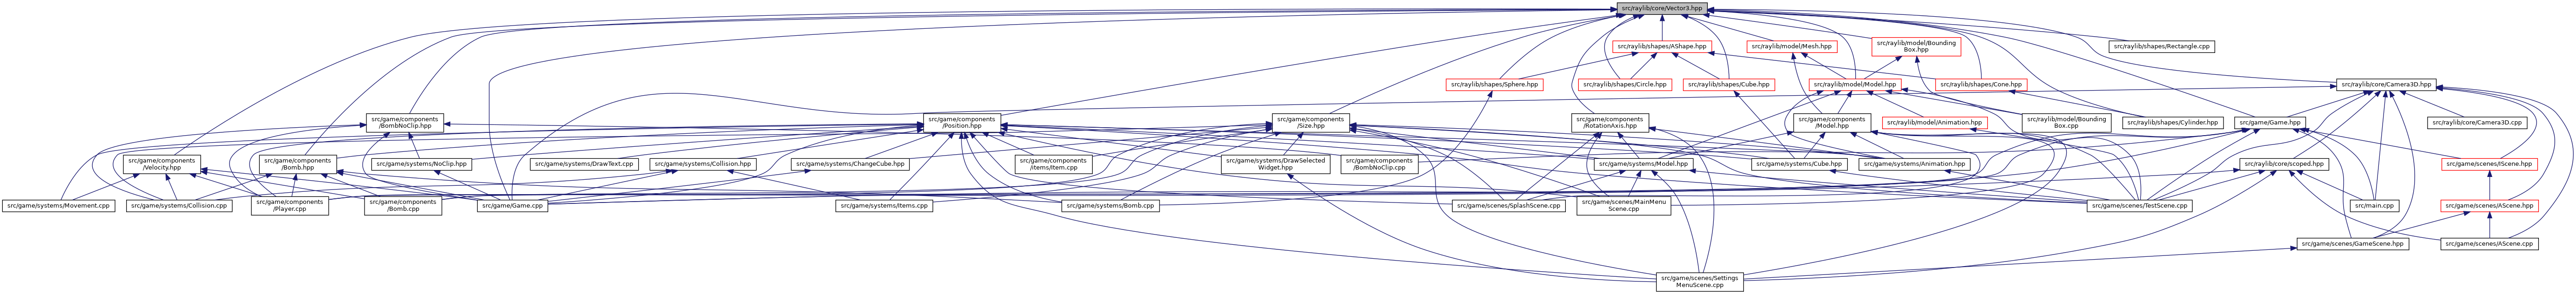 src/raylib/core/Vector3.hpp
src/raylib/shapes/AShape.hpp
src/raylib/model/Mesh.hpp
src/raylib/model/Bounding
Box.hpp
src/raylib/shapes/Rectangle.cpp
src/raylib/shapes/Sphere.hpp
src/raylib/shapes/Circle.hpp
src/raylib/shapes/Cube.hpp
src/raylib/model/Model.hpp
src/raylib/shapes/Cone.hpp
src/raylib/core/Camera3D.hpp
src/game/components
/BombNoClip.hpp
src/game/components
/Position.hpp
src/game/components
/Size.hpp
src/game/components
/RotationAxis.hpp
src/game/components
/Model.hpp
src/raylib/model/Animation.hpp
src/raylib/model/Bounding
Box.cpp
src/raylib/shapes/Cylinder.hpp
src/game/Game.hpp
src/raylib/core/Camera3D.cpp
src/game/components
/Velocity.hpp
src/game/components
/Bomb.hpp
src/game/systems/NoClip.hpp
src/game/systems/DrawText.cpp
src/game/systems/Collision.hpp
src/game/systems/ChangeCube.hpp
src/game/components
/items/Item.cpp
src/game/systems/DrawSelected
Widget.hpp
src/game/components
/BombNoClip.cpp
src/game/systems/Model.hpp
src/game/systems/Cube.hpp
src/game/systems/Animation.hpp
src/raylib/core/scoped.hpp
src/game/scenes/IScene.hpp
src/game/systems/Movement.cpp
src/game/systems/Collision.cpp
src/game/components
/Player.cpp
src/game/components
/Bomb.cpp
src/game/Game.cpp
src/game/systems/Items.cpp
src/game/systems/Bomb.cpp
src/game/scenes/SplashScene.cpp
src/game/scenes/MainMenu
Scene.cpp
src/game/scenes/TestScene.cpp
src/main.cpp
src/game/scenes/AScene.hpp
src/game/scenes/GameScene.hpp
src/game/scenes/AScene.cpp
src/game/scenes/Settings
MenuScene.cpp